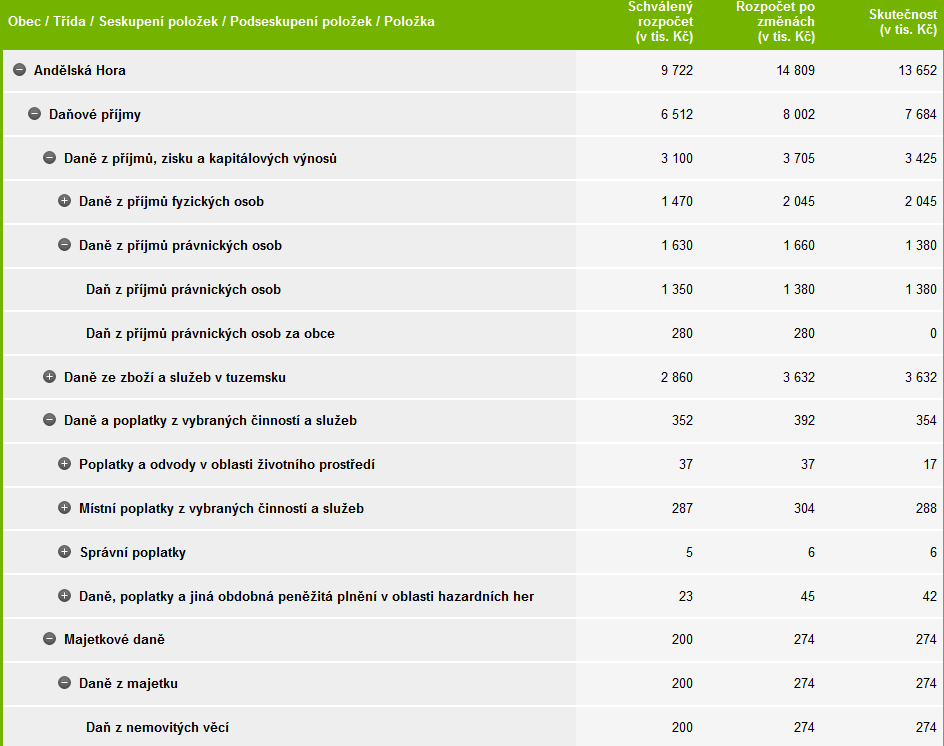 Obec / Třída / Seskupení položek / Podseskupení položek / Položka Schválený rozpočet (v tis. Kč) Rozpočet po změnách (v tis. Kč) Skutečnost (v tis. Kč)
Andělská Hora 9 722 14 809 13 652
Daňové příjmy 6 512 8 002 7 684
Daně z příjmů, zisku a kapitálových výnosů 3 100 3 705 3 425
Daně z příjmů fyzických osob 1 470 2 045 2 045
Daně z příjmů právnických osob 1 630 1 660 1 380
Daň z příjmů právnických osob 1 350 1 380 1 380
Daň z příjmů právnických osob za obce 280 280 0
Daně ze zboží a služeb v tuzemsku 2 860 3 632 3 632
Daně a poplatky z vybraných činností a služeb 352 392 354
Poplatky a odvody v oblasti životního prostředí 37 37 17
Místní poplatky z vybraných činností a služeb 287 304 288
Správní poplatky 5 6 6
Daně, poplatky a jiná obdobná peněžitá plnění v oblasti hazardních her 23 45 42
Majetkové daně 200 274 274
Daně z majetku 200 274 274
Daň z nemovitých věcí 200 274 274